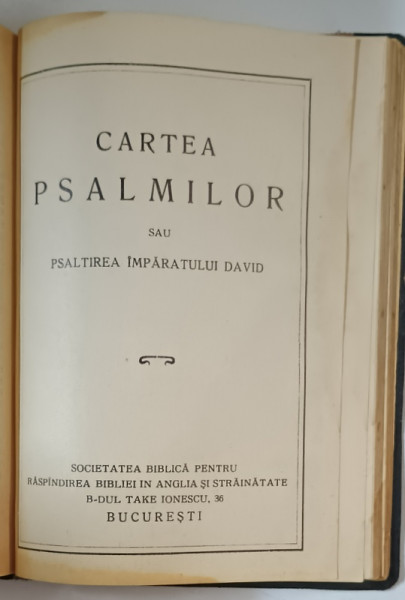 CARTEA
PSALMILOR
SAU
PSALTIREA ÎMPĂRATULUI DAVID
SOCIETATEA BIBLICĂ PENTRU
RĂSPÎNDIREA BIBLIEI IN ANGLIA ȘI STRĂINĂTATE
B-DUL TAKE IONESCU, 36
BUCUREȘTI